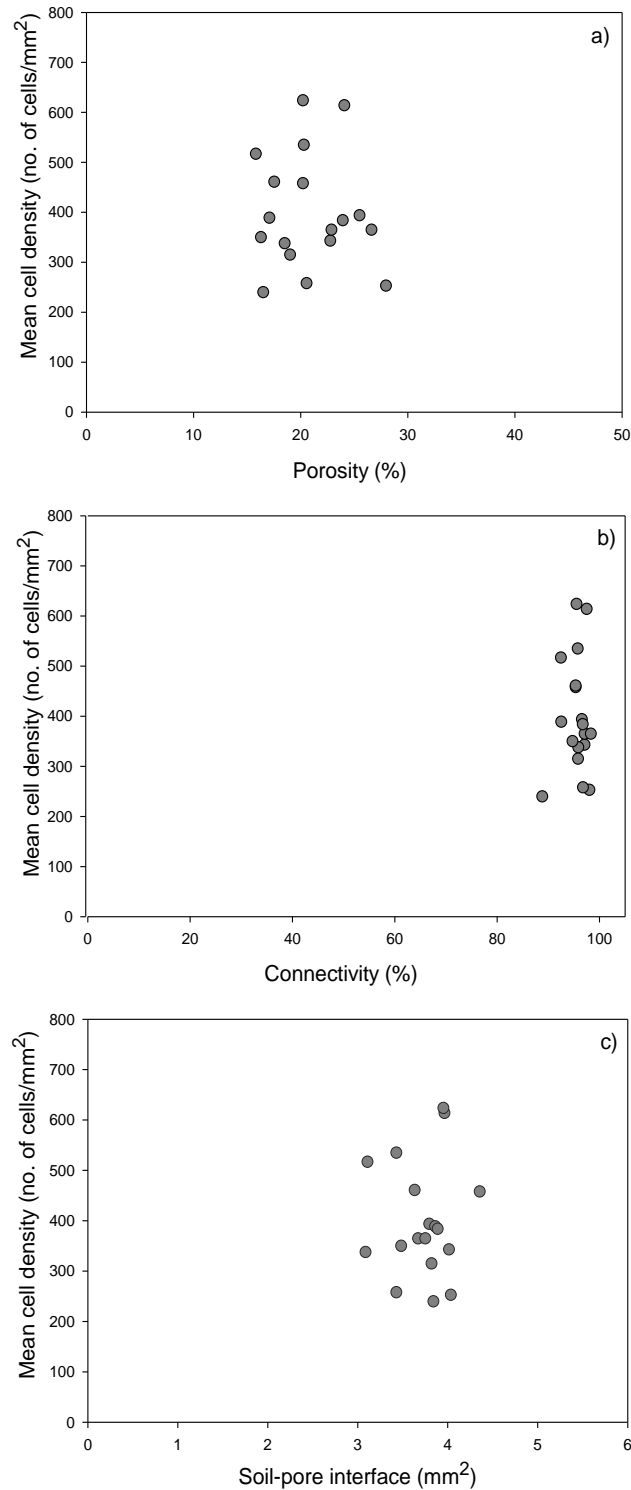 a)
Mean cell density (no. of cells/mm²)
800
700
600
500
400
300
200
100
0
0 10 20 30 40 50
Porosity (%)
b)
Mean cell density (no. of cells/mm²)
800
700
600
500
400
300
200
100
0
0 20 40 60 80 100
Connectivity (%)
c)
Mean cell density (no. of cells/mm²)
800
700
600
500
400
300
200
100
0
0 1 2 3 4 5 6
Soil-pore interface (mm²)